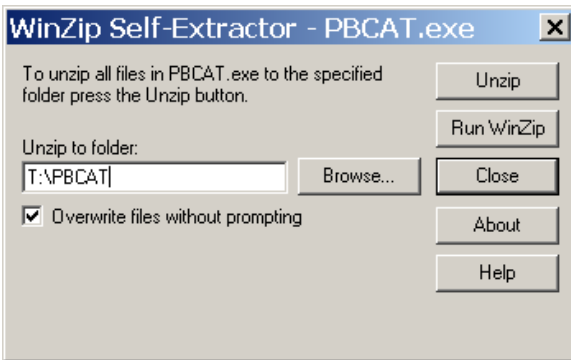 WinZip Self-Extractor - PBCAT.exe
To unzip all files in PBCAT.exe to the specified
folder press the Unzip button.
Unzip
Run WinZip
Unzip to folder:
T:\PBCAT
Browse...
Close
Overwrite files without prompting
About
Help